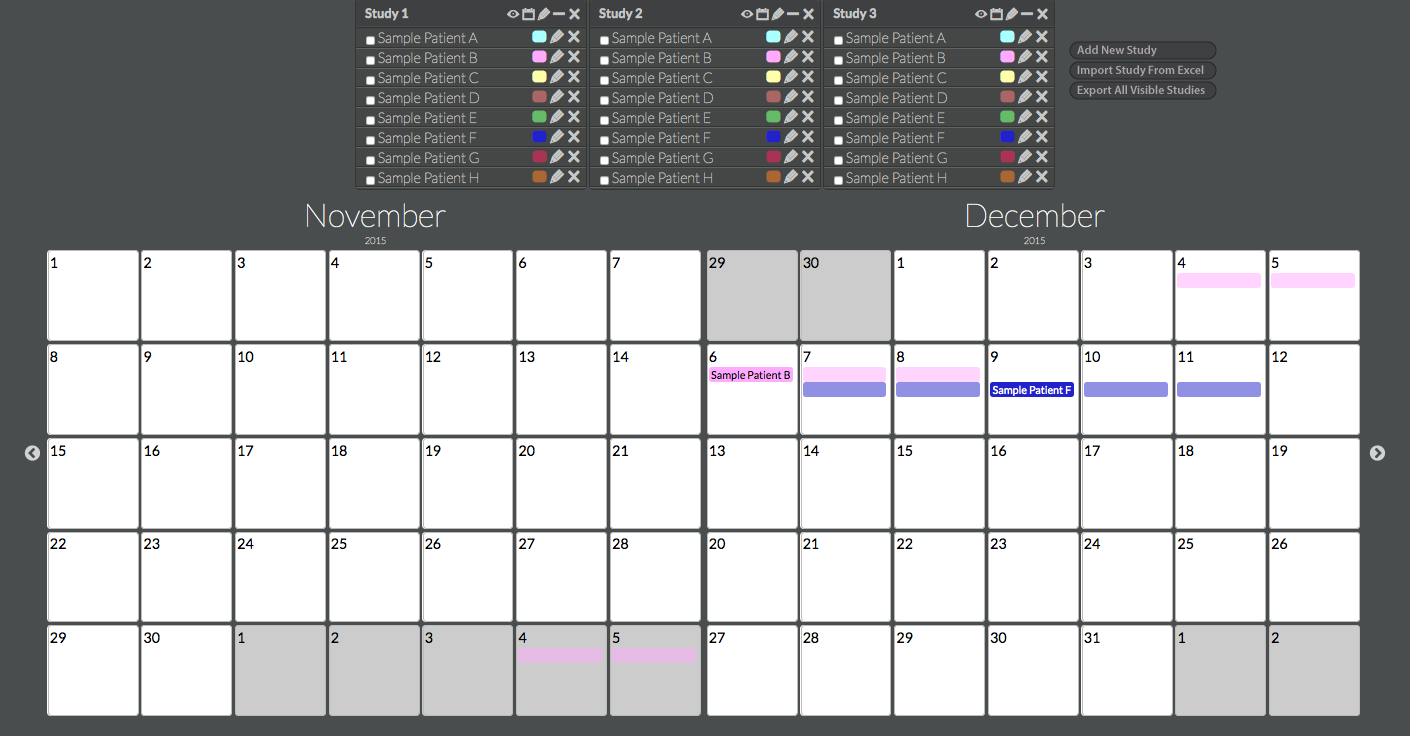 Study 1 Study 2 Study 3
Sample Patient A Sample Patient A Sample Patient A
Sample Patient B Sample Patient B Sample Patient B
Sample Patient C Sample Patient C Sample Patient C
Sample Patient D Sample Patient D Sample Patient D
Sample Patient E Sample Patient E Sample Patient E
Sample Patient F Sample Patient F Sample Patient F
Sample Patient G Sample Patient G Sample Patient G
Sample Patient H Sample Patient H Sample Patient H
Add New Study
Import Study From Excel
Export All Visible Studies
November December
2015 2015
1 2 3 4 5 6 7 29 30 1 2 3 4 5
8 9 10 11 12 13 14 6 7 8 9 10 11 12
Sample Patient B
Sample Patient F
15 16 17 18 19 20 21 13 14 15 16 17 18 19
22 23 24 25 26 27 28 20 21 22 23 24 25 26
29 30 1 2 3 4 5 27 28 29 30 31 1 2